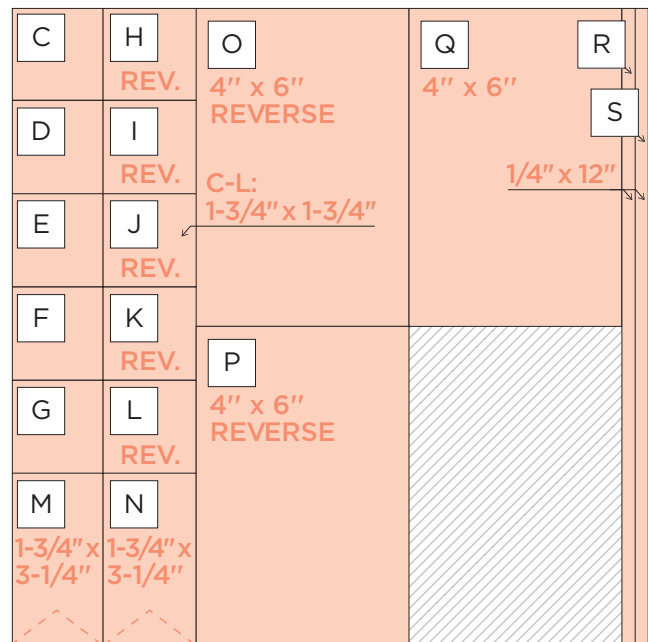 C
H
REV.
O
4'' x 6''
REVERSE
Q
4'' x 6''
R
S
1/4" x 12"
D
I
REV.
C-L:
1-3/4" x 1-3/4"
E
J
REV.
F
K
REV.
P
4'' x 6''
REVERSE
G
L
REV.
M
1-3/4" x
3-1/4''
N
1-3/4" x
3-1/4''